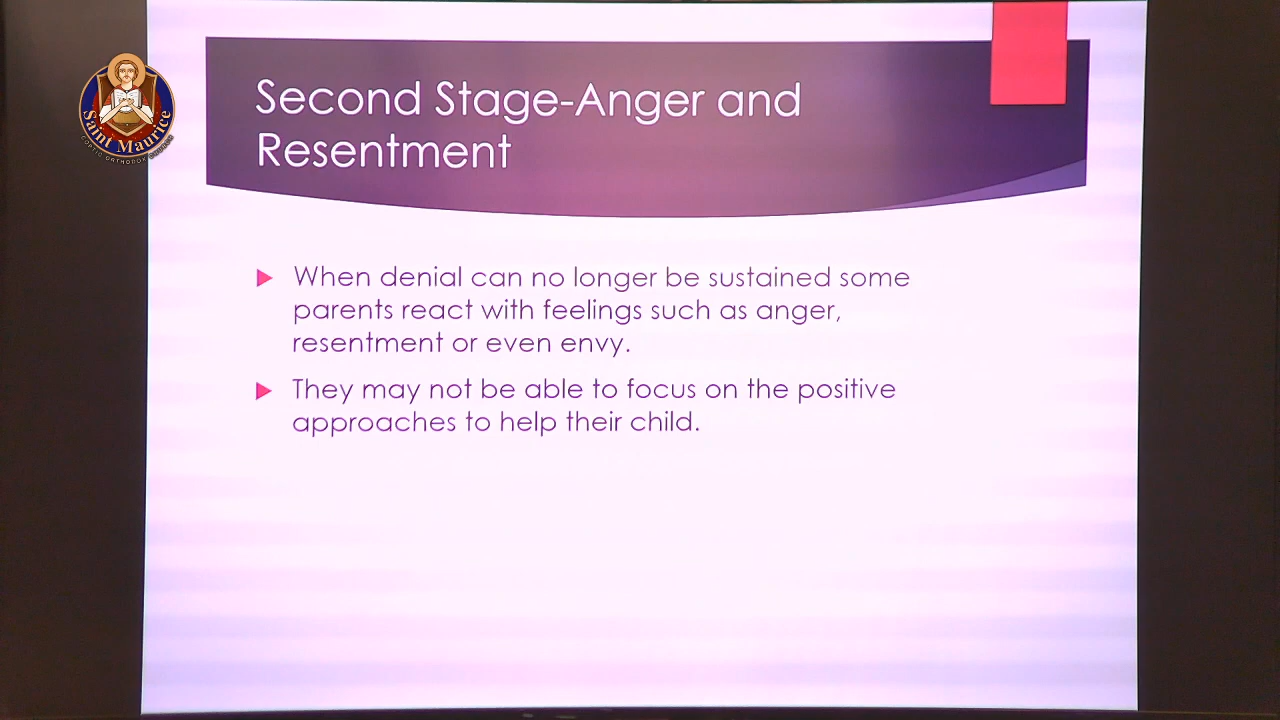 Second Stage-Anger and
Resentment
When denial can no longer be sustained some
parents react with feelings such as anger,
resentment or even envy.
They may not be able to focus on the positive
approaches to help their child.
Saint Maurice
COPTIC ORTHODOX